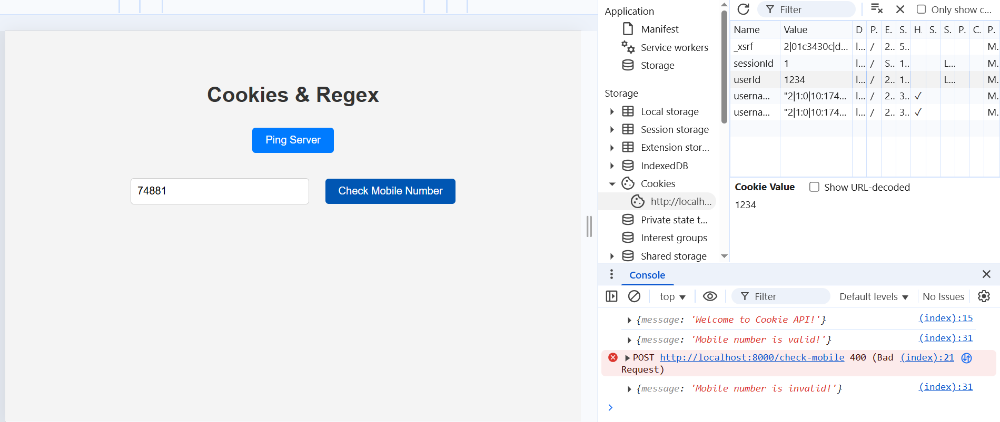 Cookies & Regex
Ping Server
74881
Check Mobile Number
Application
Manifest
Service workers
Storage
Storage
Local storage
Session storage
Extension stor...
IndexedDB
Cookies
http://localh...
Private state t...
Interest groups
Shared storage
Filter
Only show c...
Name Value D P. E. S. H. S. S. P. C. P.
_xsrf 2|01c3430c|d... l... / 2.. 5.. M.
sessionId 1 l... / S.. 1.. L... M.
userId 1234 l... / 2.. 1.. L... M.
userna... "2|1:0|10:174... l... / 2.. 3.. ✓ M.
userna... "2|1:0|10:174... l... / 2.. 3.. ✓ M.
Cookie Value Show URL-decoded
1234
Console
top Filter Default levels No Issues
{message: 'Welcome to Cookie API!'} (index):15
{message: 'Mobile number is valid!'} (index):31
POST http://localhost:8000/check-mobile 400 (Bad (index):21
Request)
{message: 'Mobile number is invalid!'} (index):31